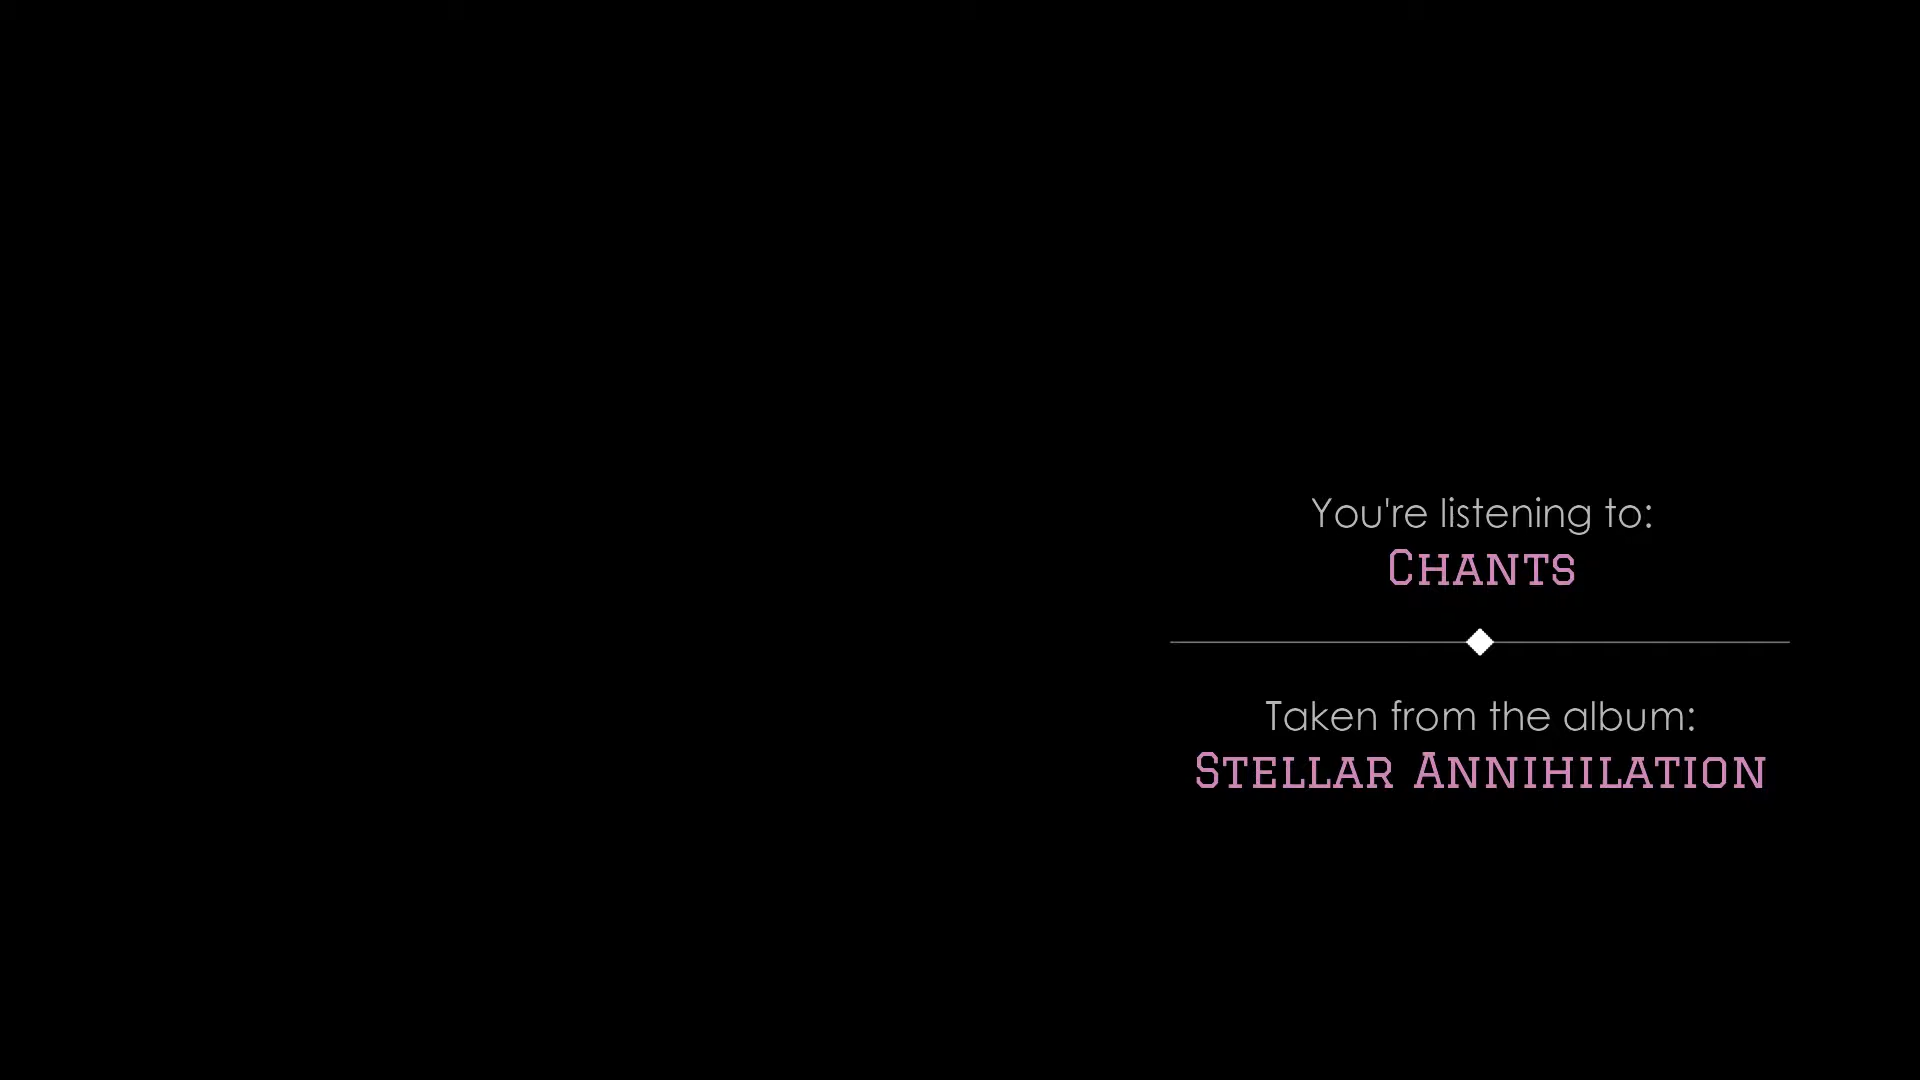 You're listening to:
Chants
Taken from the album:
Stellar Annihilation